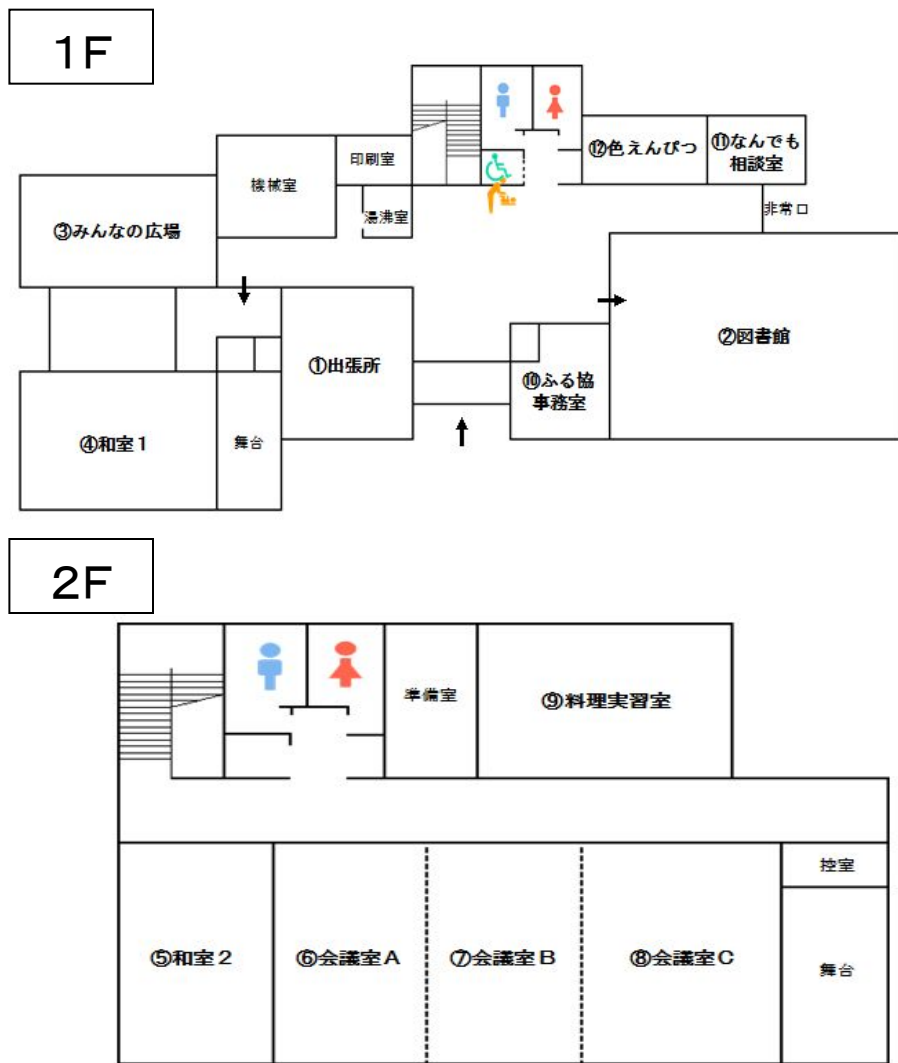 1F
印刷室
⑫色えんぴつ
⑪なんでも
相談室
機械室
湯沸室
非常口
③みんなの広場
②図書館
①出張所
⑩ふる協
事務室
④和室1
舞台
2F
準備室
⑨料理実習室
控室
⑤和室2
⑥会議室A
⑦会議室B
⑧会議室C
舞台